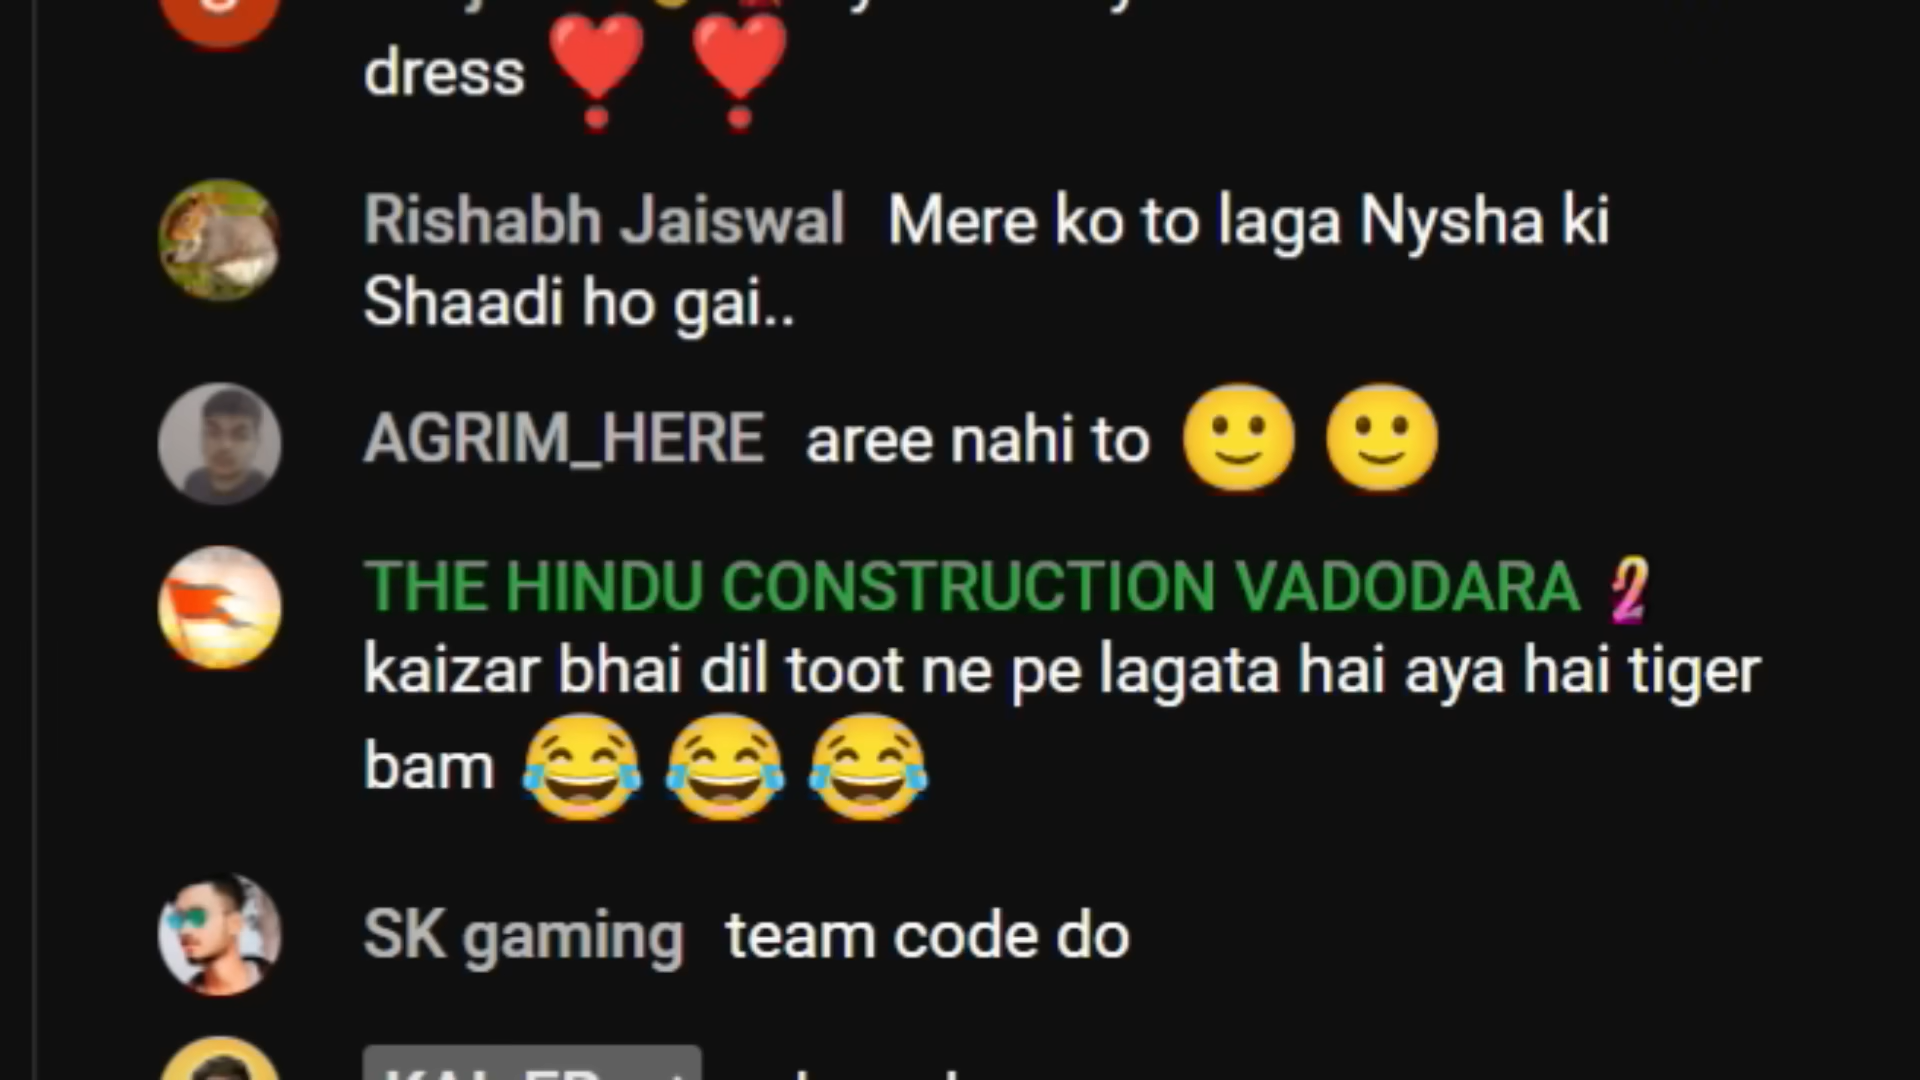 dress ❣️ ❣️
Rishabh Jaiswal Mere ko to laga Nysha ki
Shaadi ho gai..
AGRIM_HERE aree nahi to 🙂 🙂
THE HINDU CONSTRUCTION VADODARA 2
kaizar bhai dil toot ne pe lagata hai aya hai tiger
bam 😂 😂 😂
SK gaming team code do